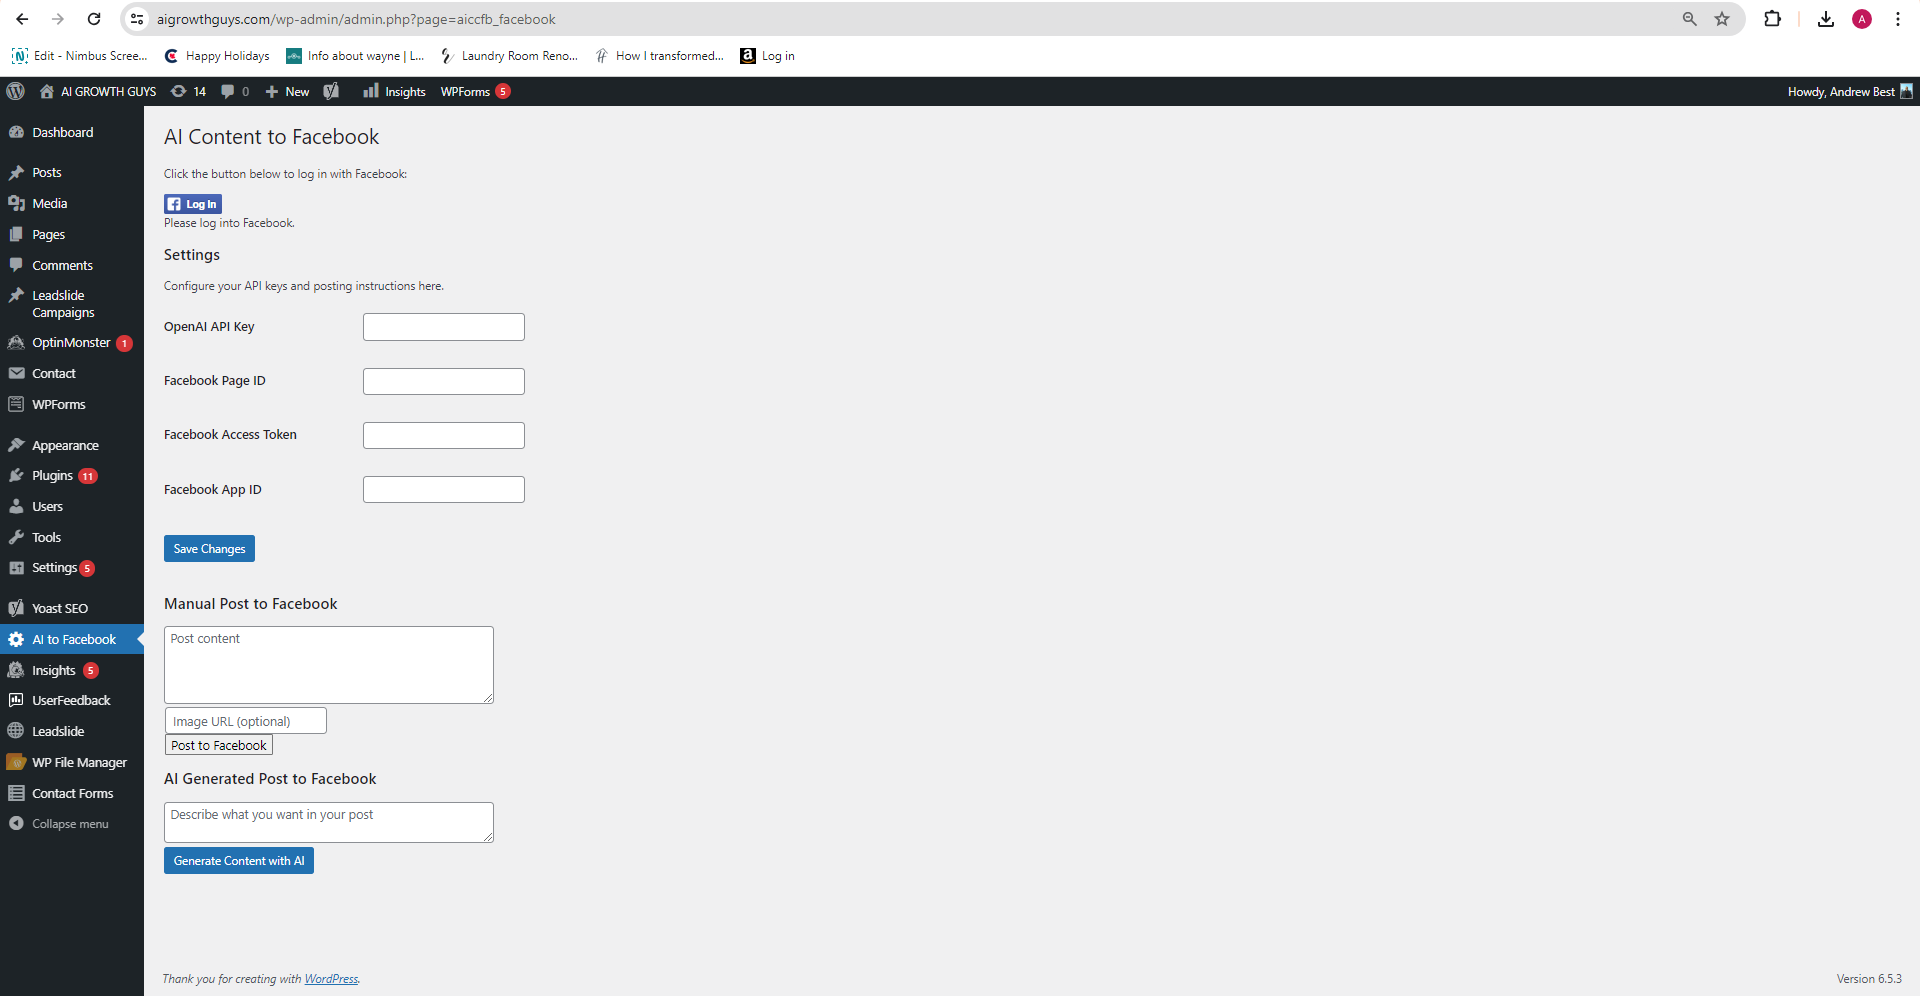 aigrowthguys.com/wp-admin/admin.php?page=aiccfb_facebook
A
Edit - Nimbus Scree...
Happy Holidays
Info about wayne | L...
Laundry Room Reno...
How I transformed...
Log in
AI GROWTH GUYS
14
0
New
Insights
WPForms 5
Howdy, Andrew Best
Dashboard
Posts
Media
Pages
Comments
Leadslide
Campaigns
OptinMonster 1
Contact
WPForms
Appearance
Plugins 11
Users
Tools
Settings 5
Yoast SEO
AI to Facebook
Insights 5
UserFeedback
Leadslide
WP File Manager
Contact Forms
Collapse menu
AI Content to Facebook
Click the button below to log in with Facebook:
Log In
Please log into Facebook.
Settings
Configure your API keys and posting instructions here.
OpenAI API Key
Facebook Page ID
Facebook Access Token
Facebook App ID
Save Changes
Manual Post to Facebook
Post content
Image URL (optional)
Post to Facebook
AI Generated Post to Facebook
Describe what you want in your post
Generate Content with AI
Thank you for creating with WordPress.
Version 6.5.3